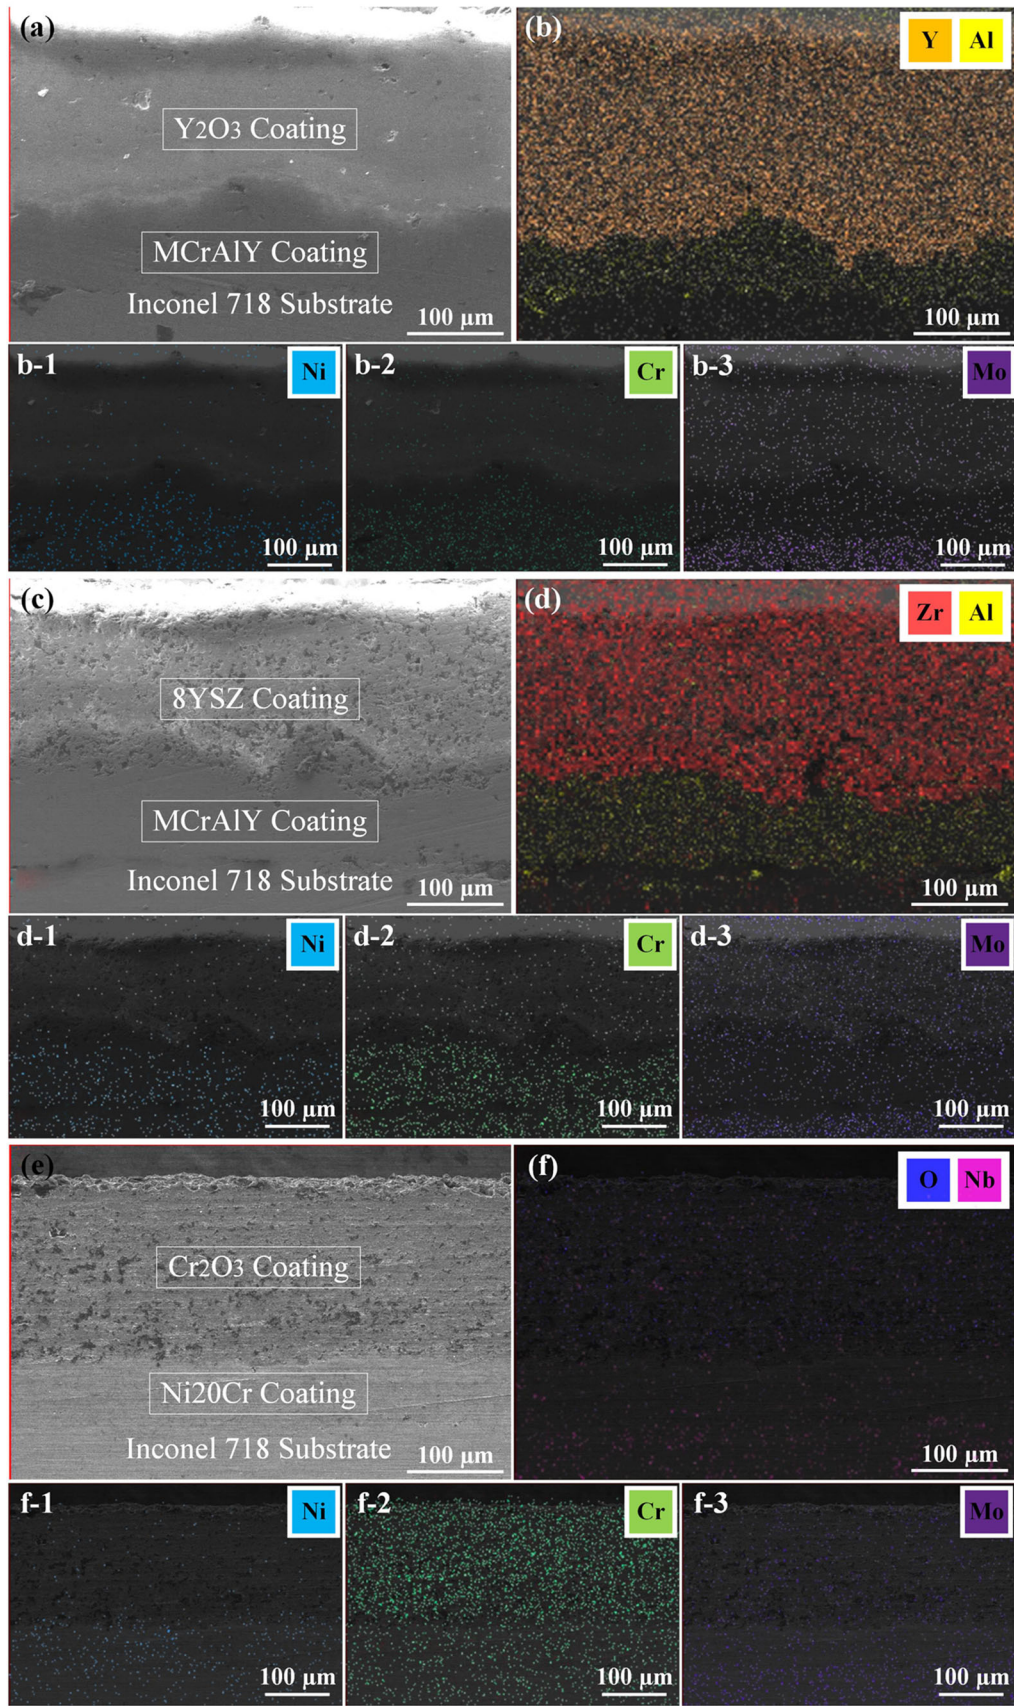 (a)
Y2O3 Coating
MCrAlY Coating
Inconel 718 Substrate
100 μm
(b)
Y Al
100 μm
b-1
Ni
100 μm
b-2
Cr
100 μm
b-3
Mo
100 μm
(c)
8YSZ Coating
MCrAlY Coating
Inconel 718 Substrate
100 μm
(d)
Zr Al
100 μm
d-1
Ni
100 μm
d-2
Cr
100 μm
d-3
Mo
100 μm
(e)
Cr2O3 Coating
Ni20Cr Coating
Inconel 718 Substrate
100 μm
(f)
O Nb
100 μm
f-1
Ni
100 μm
f-2
Cr
100 μm
f-3
Mo
100 μm